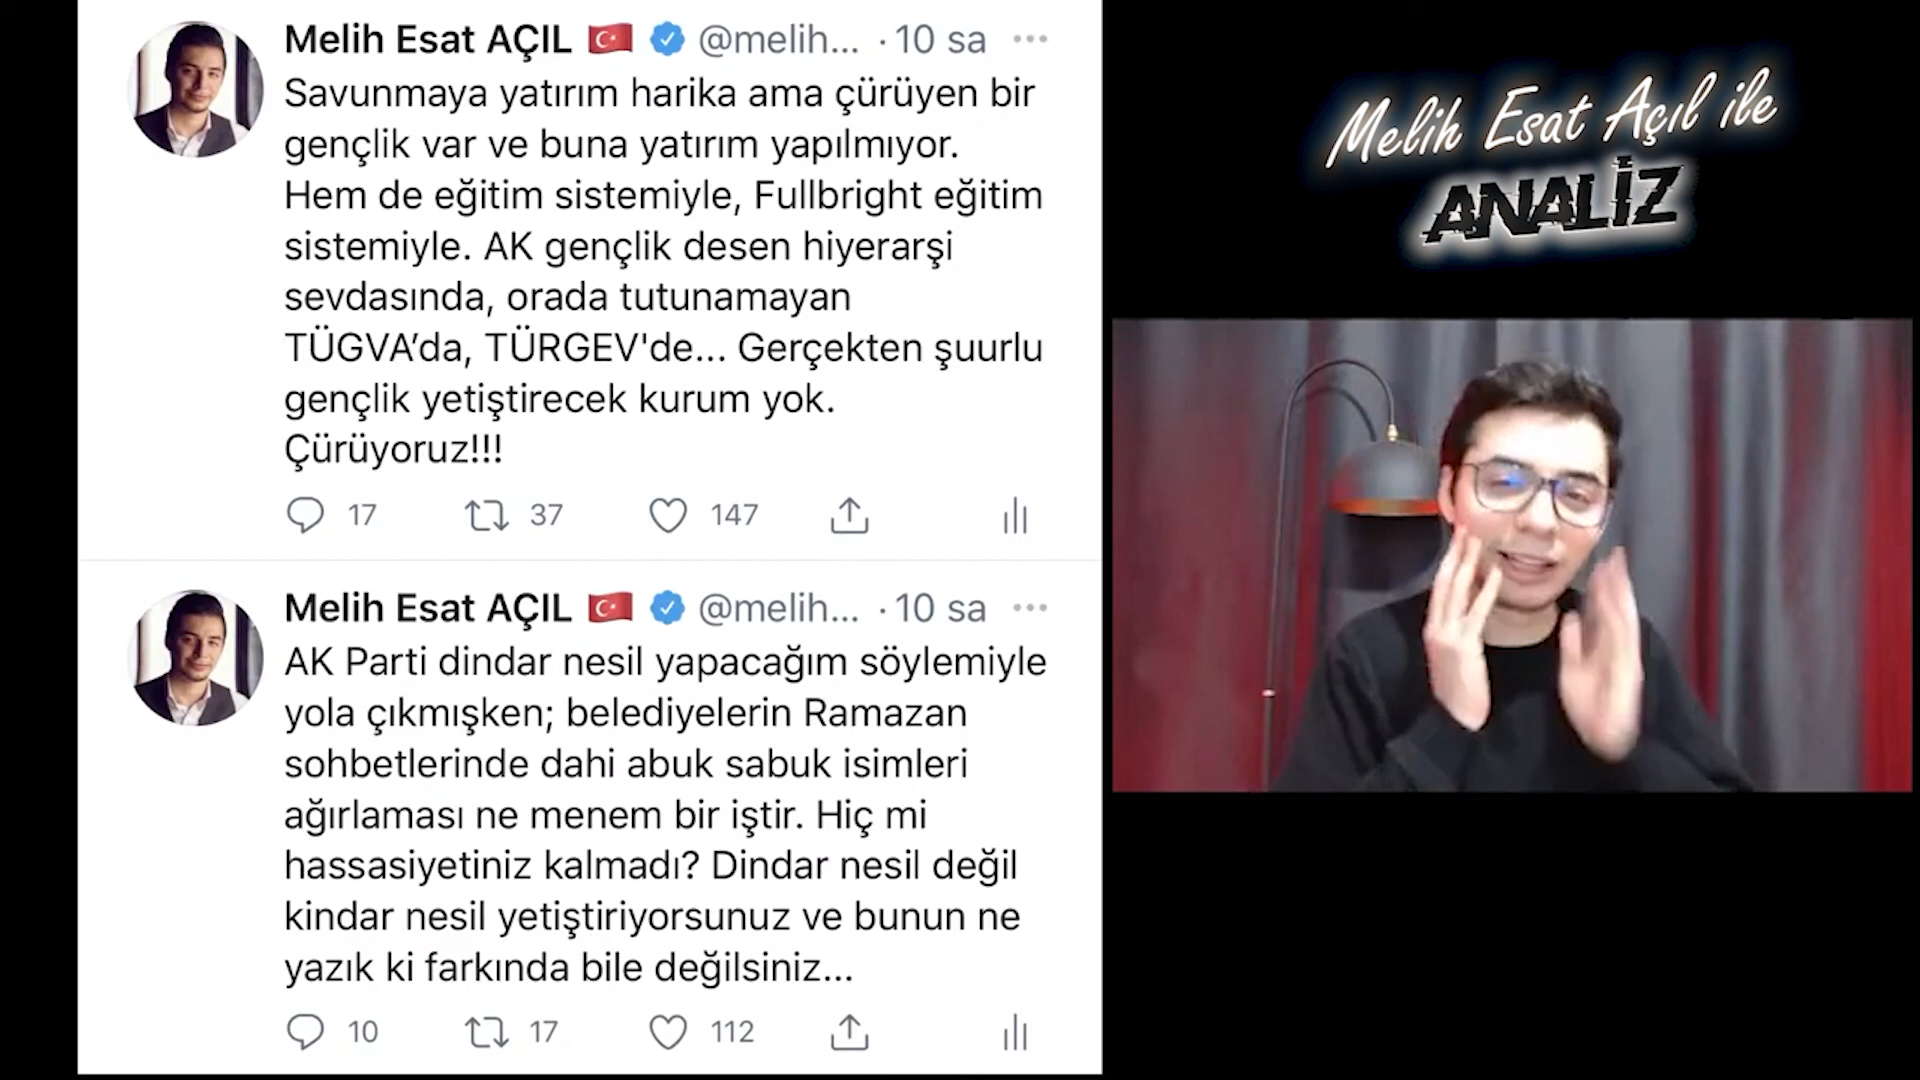 Melih Esat AÇIL @melih... · 10 sa
Savunmaya yatırım harika ama çürüyen bir
gençlik var ve buna yatırım yapılmıyor.
Hem de eğitim sistemiyle, Fullbright eğitim
sistemiyle. AK gençlik desen hiyerarşi
sevdasında, orada tutunamayan
TÜGVA’da, TÜRGEV'de... Gerçekten şuurlu
gençlik yetiştirecek kurum yok.
Çürüyoruz!!!
17 37 147
Melih Esat AÇIL @melih... · 10 sa
AK Parti dindar nesil yapacağım söylemiyle
yola çıkmışken; belediyelerin Ramazan
sohbetlerinde dahi abuk sabuk isimleri
ağırlaması ne menem bir iştir. Hiç mi
hassasiyetiniz kalmadı? Dindar nesil değil
kindar nesil yetiştiriyorsunuz ve bunun ne
yazık ki farkında bile değilsiniz...
10 17 112
Melih Esat Açıl ile
ANALİZ